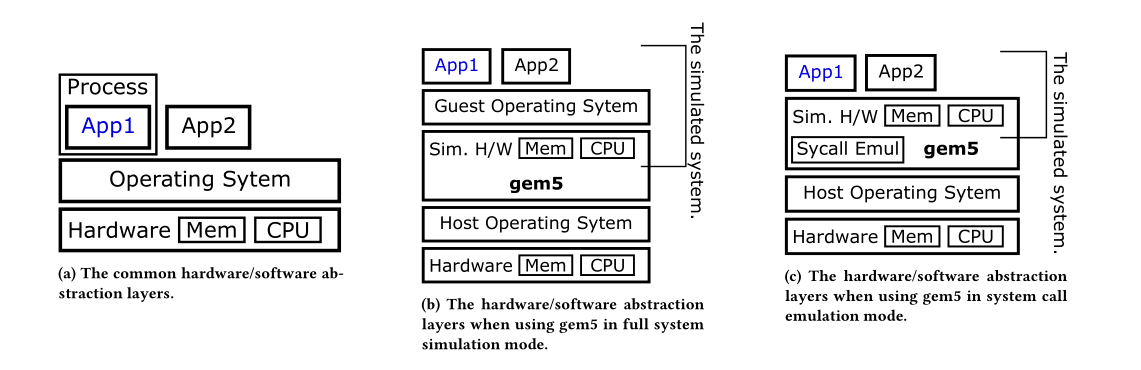 Process
App1 App2
Operating Sytem
Hardware Mem CPU
(a) The common hardware/software ab-
straction layers.
App1 App2
Guest Operating Sytem
Sim. H/W Mem CPU
gem5
Host Operating Sytem
Hardware Mem CPU
The simulated system.
(b) The hardware/software abstraction
layers when using gem5 in full system
simulation mode.
App1 App2
Sim. H/W Mem CPU
Sycall Emul gem5
Host Operating Sytem
Hardware Mem CPU
The simulated system.
(c) The hardware/software abstraction
layers when using gem5 in system call
emulation mode.